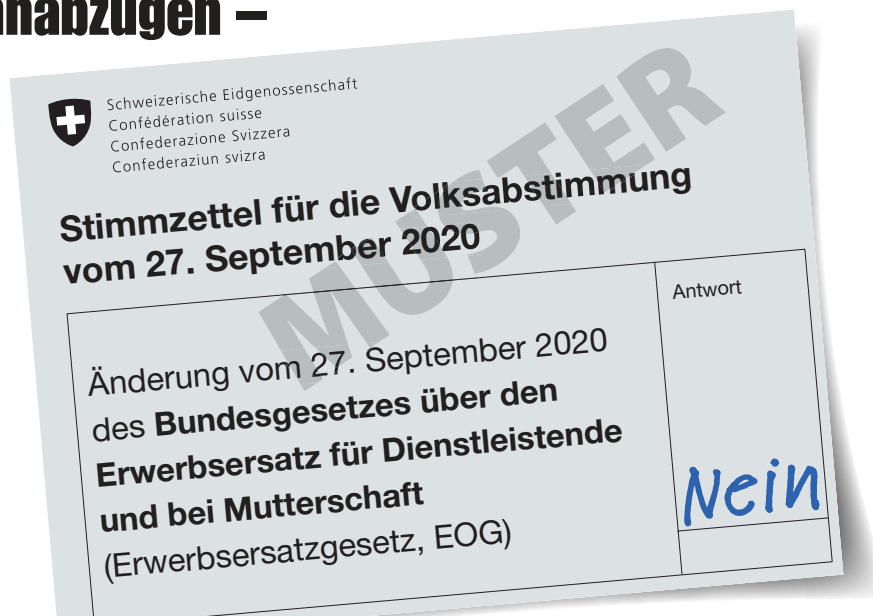 nabzügen –
Schweizerische Eidgenossenschaft
Confédération suisse
Confederazione Svizzera
Confederaziun svizra
MUSTER
Stimmzettel für die Volksabstimmung
vom 27. September 2020
Antwort
Änderung vom 27. September 2020
des Bundesgesetzes über den
Erwerbsersatz für Dienstleistende
und bei Mutterschaft
(Erwerbsersatzgesetz, EOG)
Nein